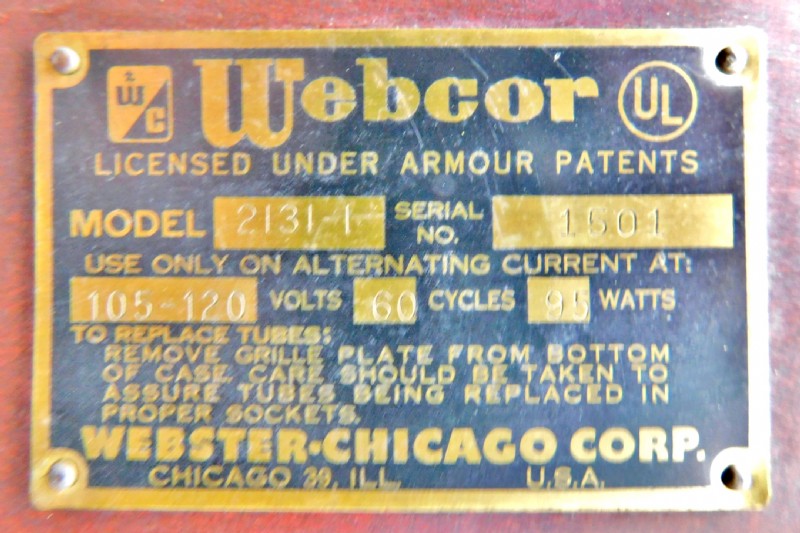 W C Webcor UL
LICENSED UNDER ARMOUR PATENTS
MODEL 2131-1 SERIAL NO. 1501
USE ONLY ON ALTERNATING CURRENT AT:
105-120 VOLTS 60 CYCLES 95 WATTS
TO REPLACE TUBES:
REMOVE GRILLE PLATE FROM BOTTOM
OF CASE. CARE SHOULD BE TAKEN TO
ASSURE TUBES BEING REPLACED IN
PROPER SOCKETS.
WEBSTER-CHICAGO CORP.
CHICAGO 39, ILL. U.S.A.